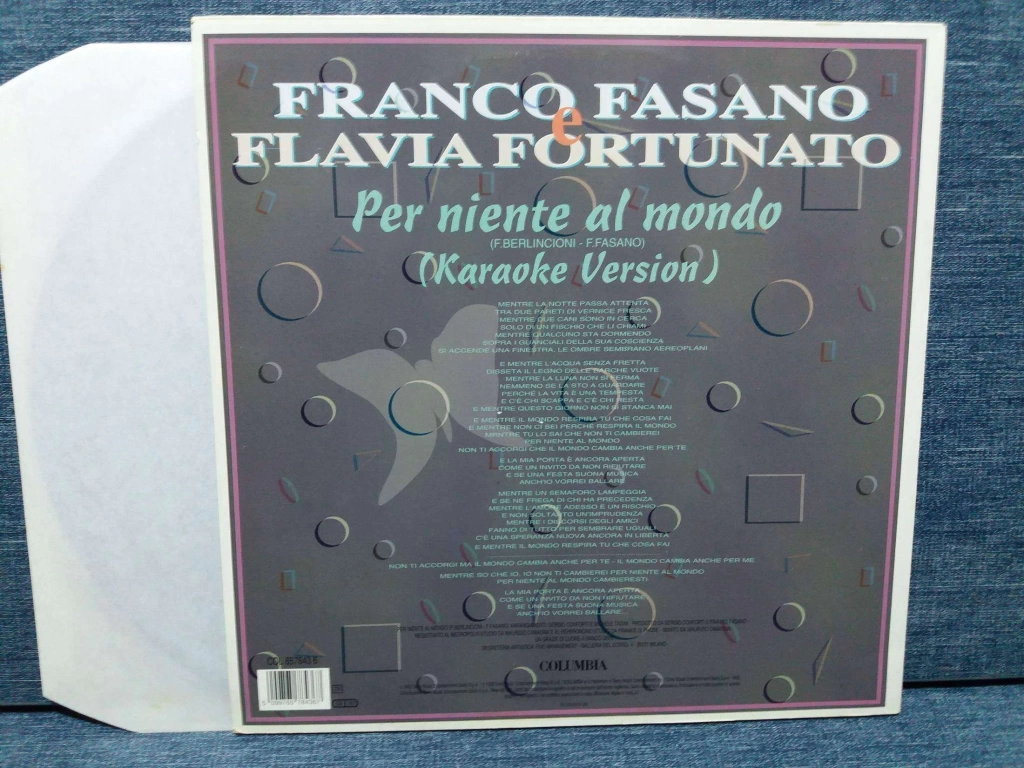 FRANCO FASANO
e
FLAVIA FORTUNATO
Per niente al mondo
(F.BERLINCIONI - F.FASANO)
(Karaoke Version)
MENTRE LA NOTTE PASSA ATTENTA
TRA DUE PARETI DI VERNICE FRESCA
MENTRE DUE CANI SONO IN CERCA
SOLO DI UN FISCHIO CHE LI CHIAMI
MENTRE QUALCUNO STA DORMENDO
SOPRA I GUANCIALI DELLA SUA COSCIENZA
SI ACCENDE UNA FINESTRA, LE OMBRE SEMBRANO AEREOPLANI
E MENTRE L'ACQUA SENZA FRETTA
DISSETA IL LEGNO DELLE BARCHE VUOTE
MENTRE LA LUNA NON SI FERMA
NEMMENO SE LA STO A GUARDARE
PERCHÈ LA VITA È UNA TEMPESTA
E C'È CHI SCAPPA E C'È CHI RESTA
E MENTRE QUESTO GIORNO NON SI STANCA MAI
E MENTRE IL MONDO RESPIRA TU CHE COSA FAI
E MENTRE NON CI SEI PERCHÈ RESPIRA IL MONDO
MENTRE TU LO SAI CHE NON TI CAMBIEREI
PER NIENTE AL MONDO
NON TI ACCORGI CHE IL MONDO CAMBIA ANCHE PER TE
E LA MIA PORTA È ANCORA APERTA
COME UN INVITO DA NON RIFIUTARE
E SE UNA FESTA SUONA MUSICA
ANCH'IO VORREI BALLARE
MENTRE UN SEMAFORO LAMPEGGIA
E SE NE FREGA DI CHI HA PRECEDENZA
MENTRE L'AMORE ADESSO È UN RISCHIO
E NON SOLTANTO UN'IMPRUDENZA
MENTRE I DISCORSI DEGLI AMICI
FANNO DI TUTTO PER SEMBRARE UGUALI
C'È UNA SPERANZA NUOVA ANCORA IN LIBERTÀ
E MENTRE IL MONDO RESPIRA TU CHE COSA FAI
NON TI ACCORGI MA IL MONDO CAMBIA ANCHE PER TE - IL MONDO CAMBIA ANCHE PER ME
MENTRE SO CHE IO, IO NON TI CAMBIEREI PER NIENTE AL MONDO
PER NIENTE AL MONDO CAMBIERESTI
LA MIA PORTA È ANCORA APERTA
COME UN INVITO DA NON RIFIUTARE
E SE UNA FESTA SUONA MUSICA
ANCH'IO VORREI BALLARE...
COLUMBIA
COL 657843 6